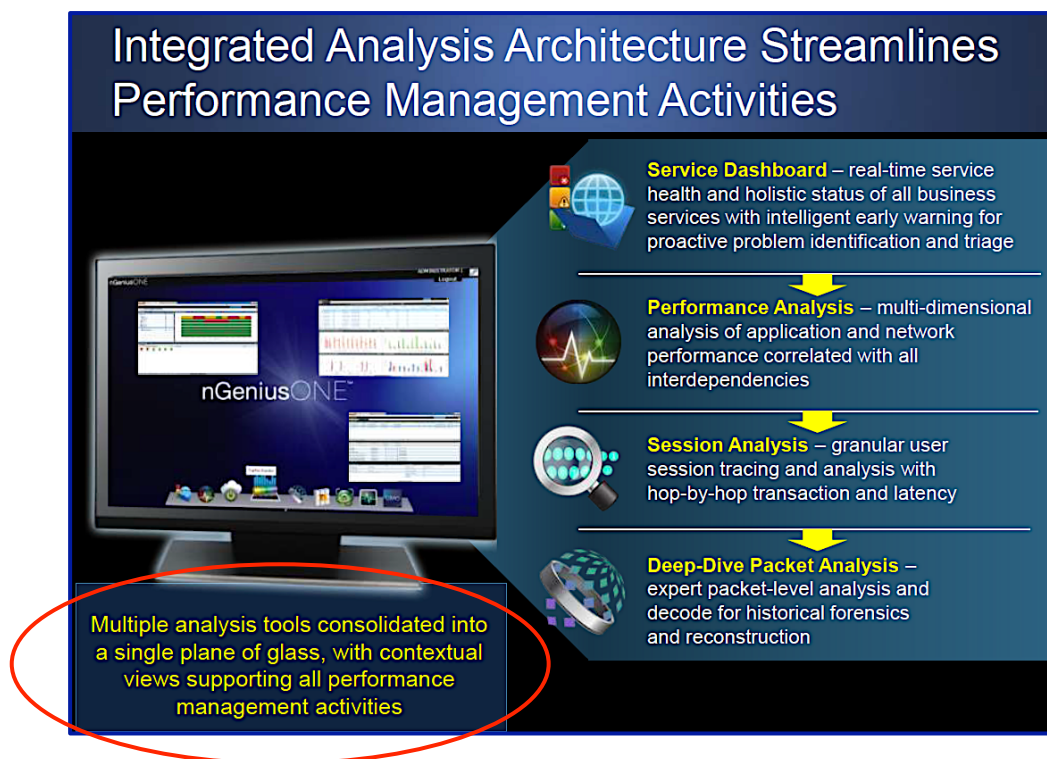 Integrated Analysis Architecture Streamlines
Performance Management Activities
Service Dashboard – real-time service
health and holistic status of all business
services with intelligent early warning for
proactive problem identification and triage
Performance Analysis – multi-dimensional
analysis of application and network
performance correlated with all
interdependencies
Session Analysis – granular user
session tracing and analysis with
hop-by-hop transaction and latency
Deep-Dive Packet Analysis –
expert packet-level analysis and
decode for historical forensics
and reconstruction
nGeniusONE
Logout
nGeniusONE™
Multiple analysis tools consolidated into
a single plane of glass, with contextual
views supporting all performance
management activities